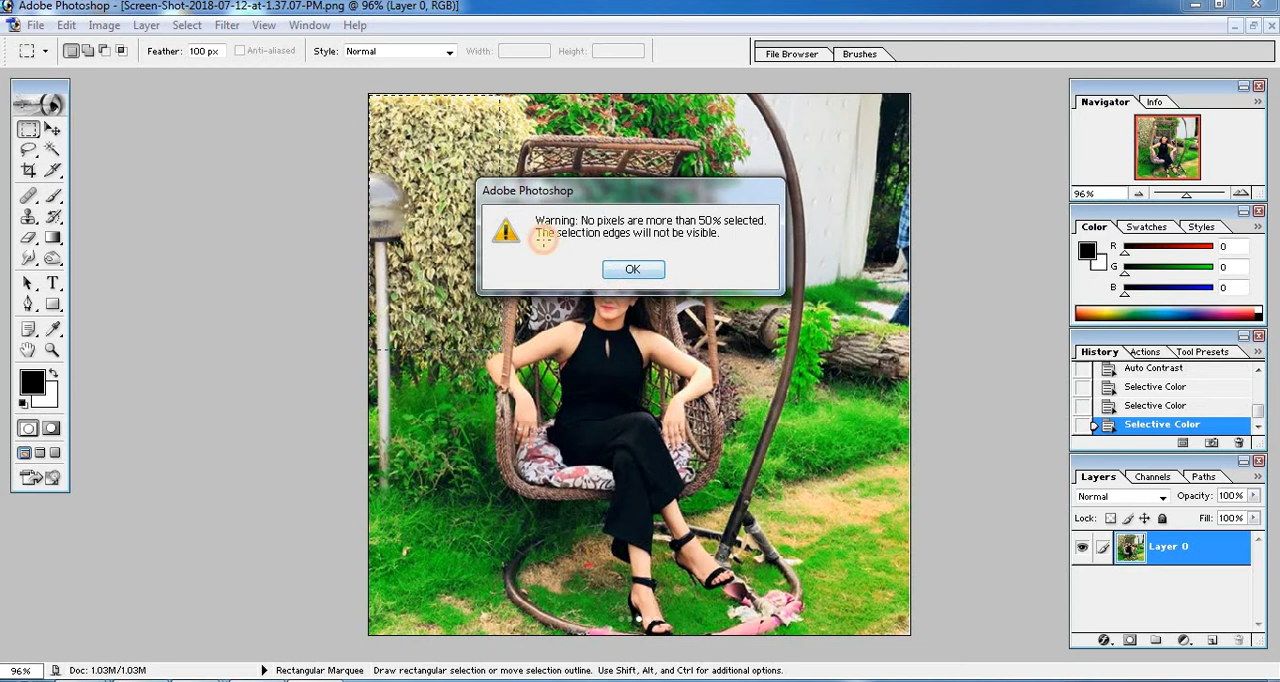 Adobe Photoshop - [Screen-Shot-2018-07-12-at-1.37.07-PM.png @ 96% (Layer 0, RGB)]
File Edit Image Layer Select Filter View Window Help
Feather: 100 px Anti-aliased Style: Normal Width: Height: File Browser Brushes
Navigator Info
Adobe Photoshop
Warning: No pixels are more than 50% selected.
The selection edges will not be visible.
OK
96%
Color Swatches Styles
R 0
G 0
B 0
History Actions Tool Presets
Auto Contrast
Selective Color
Selective Color
Selective Color
Layers Channels Paths
Normal Opacity: 100%
Lock: Fill: 100%
Layer 0
96% Doc: 1.03M/1.03M Rectangular Marquee Draw rectangular selection or move selection outline. Use Shift, Alt, and Ctrl for additional options.